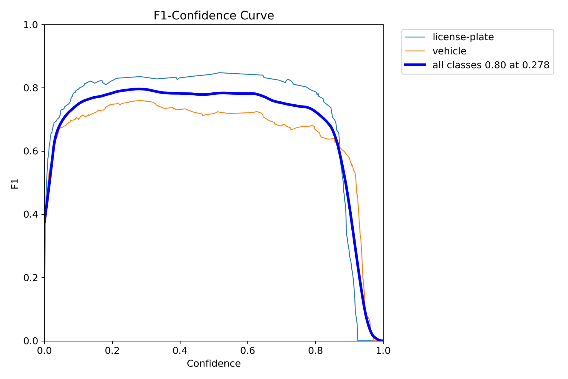 F1-Confidence Curve
license-plate
vehicle
all classes 0.80 at 0.278
1.0
0.8
0.6
0.4
0.2
0.0
F1
0.0 0.2 0.4 0.6 0.8 1.0
Confidence